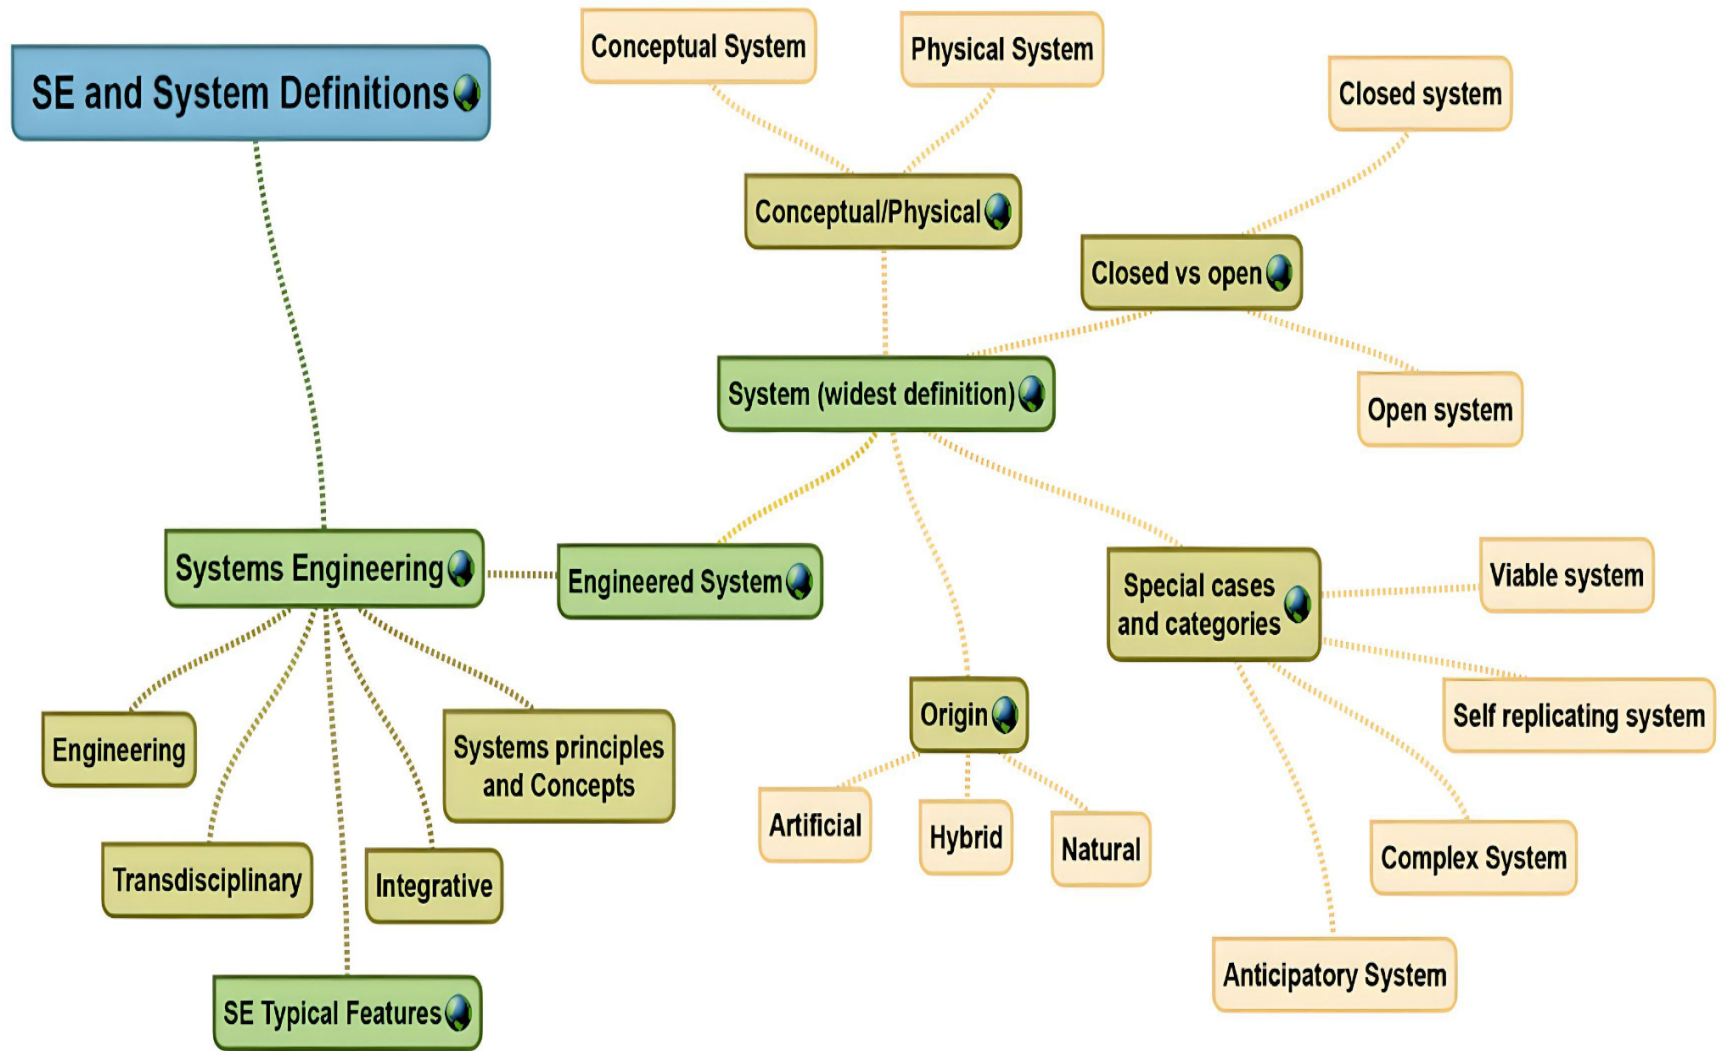 SE and System Definitions
Conceptual System
Physical System
Closed system
Conceptual/Physical
Closed vs open
System (widest definition)
Open system
Systems Engineering
Engineered System
Special cases
and categories
Viable system
Engineering
Systems principles
and Concepts
Origin
Self replicating system
Artificial
Hybrid
Natural
Transdisciplinary
Integrative
Complex System
Anticipatory System
SE Typical Features